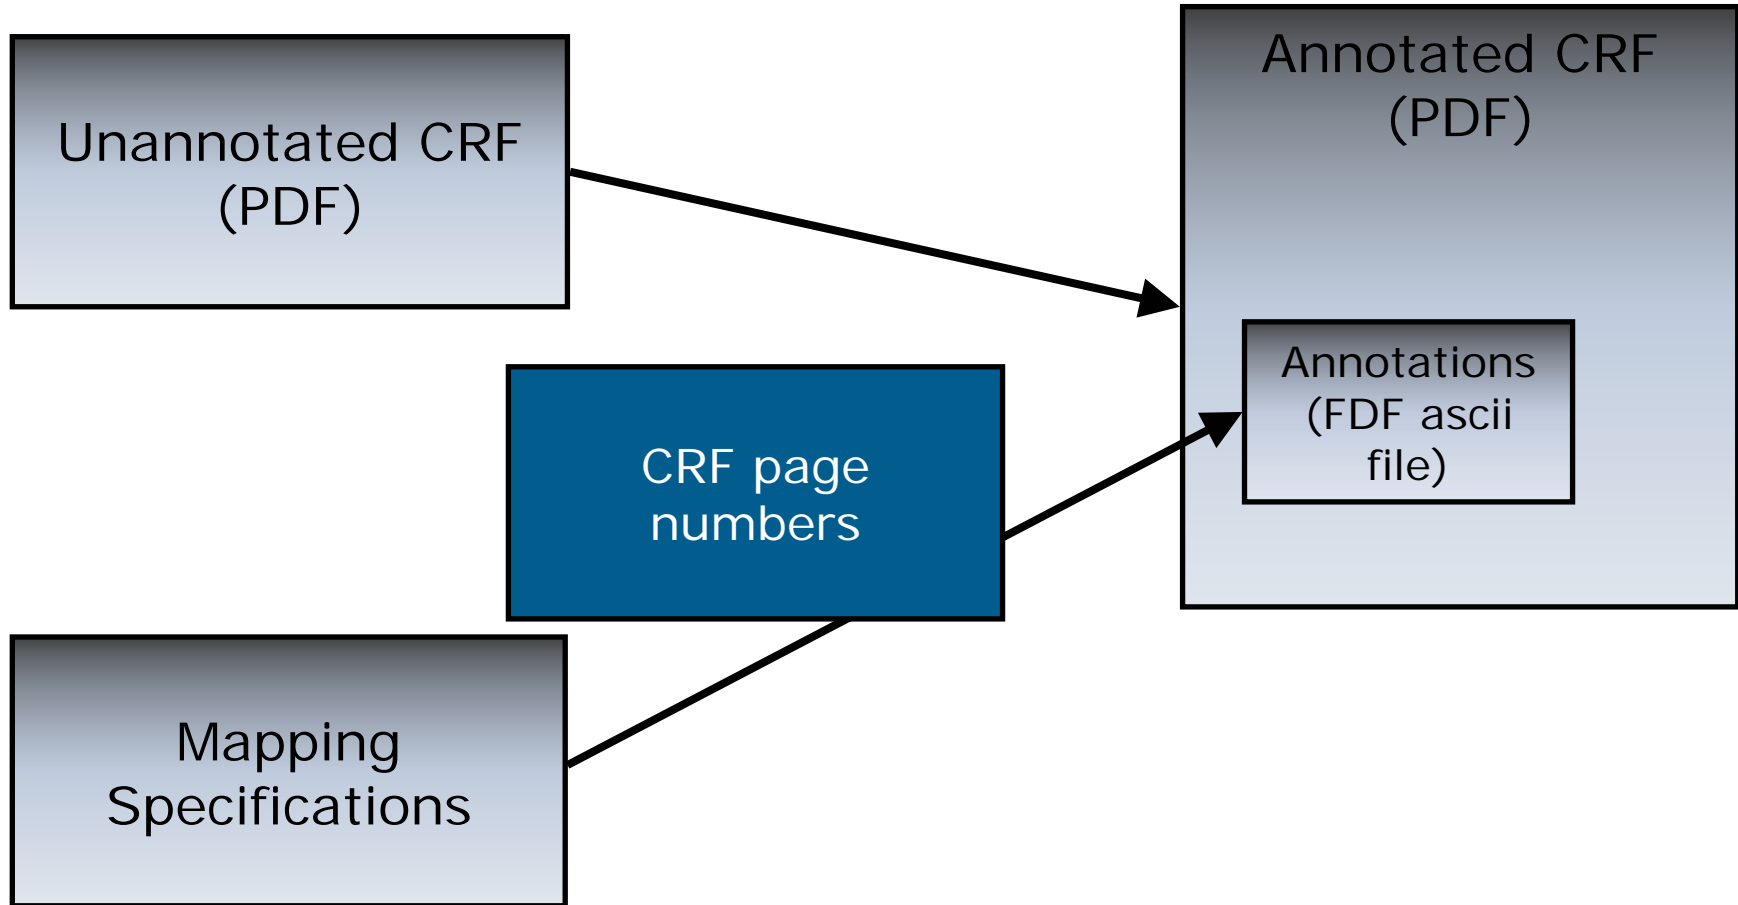 Unannotated CRF
(PDF)
Annotated CRF
(PDF)
Annotations
(FDF ascii
file)
CRF page
numbers
Mapping
Specifications